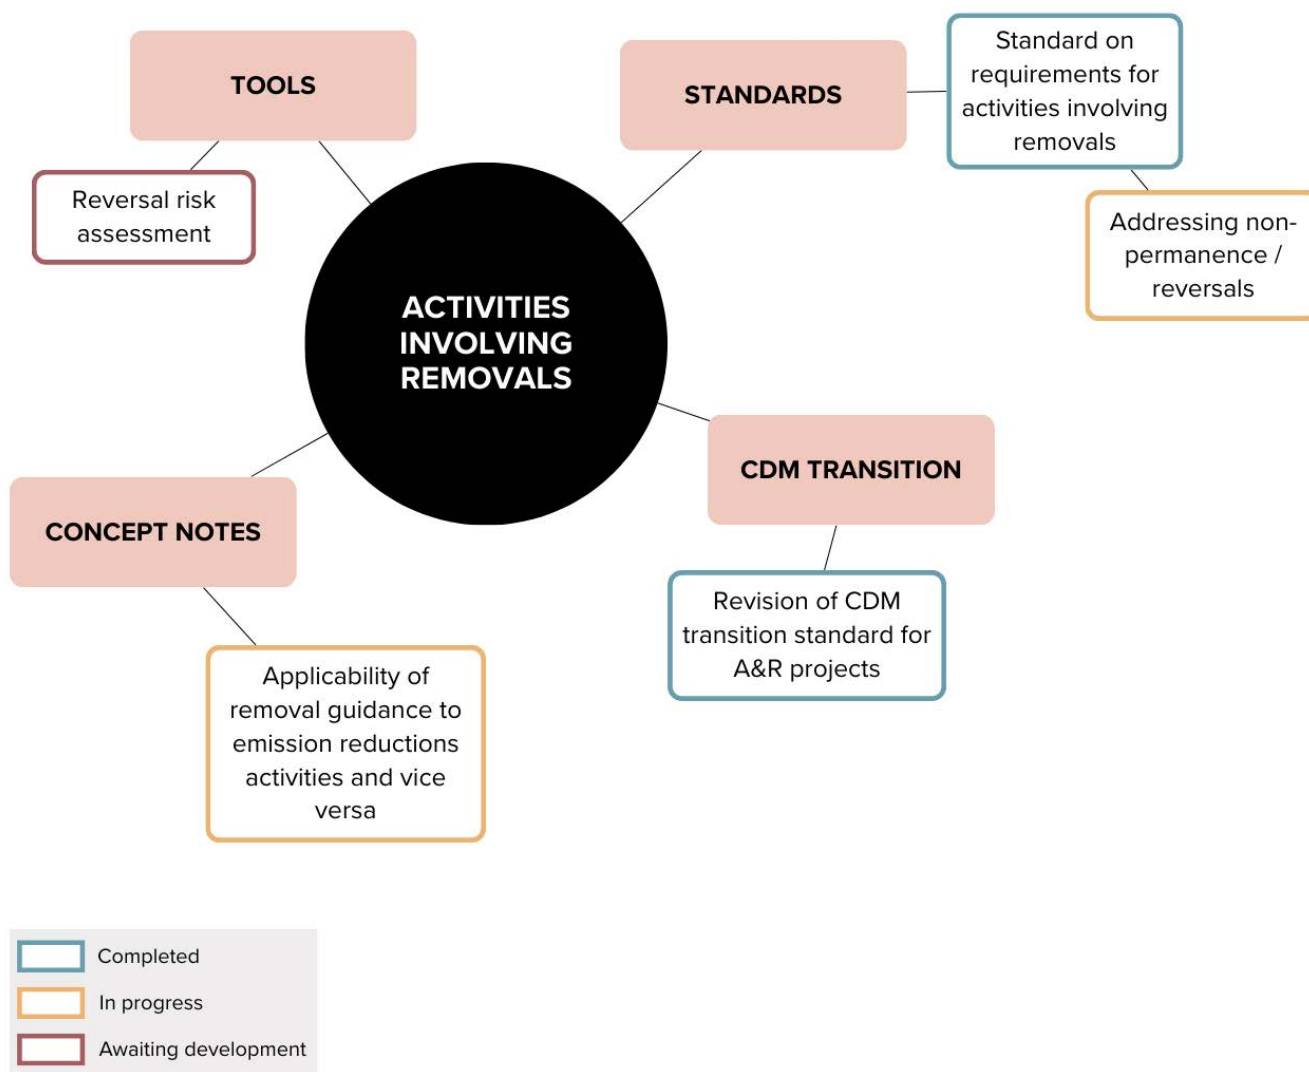 TOOLS
Reversal risk
assessment
STANDARDS
Standard on
requirements for
activities involving
removals
Addressing non-
permanence /
reversals
ACTIVITIES
INVOLVING
REMOVALS
CDM TRANSITION
Revision of CDM
transition standard for
A&R projects
CONCEPT NOTES
Applicability of
removal guidance to
emission reductions
activities and vice
versa
Completed
In progress
Awaiting development